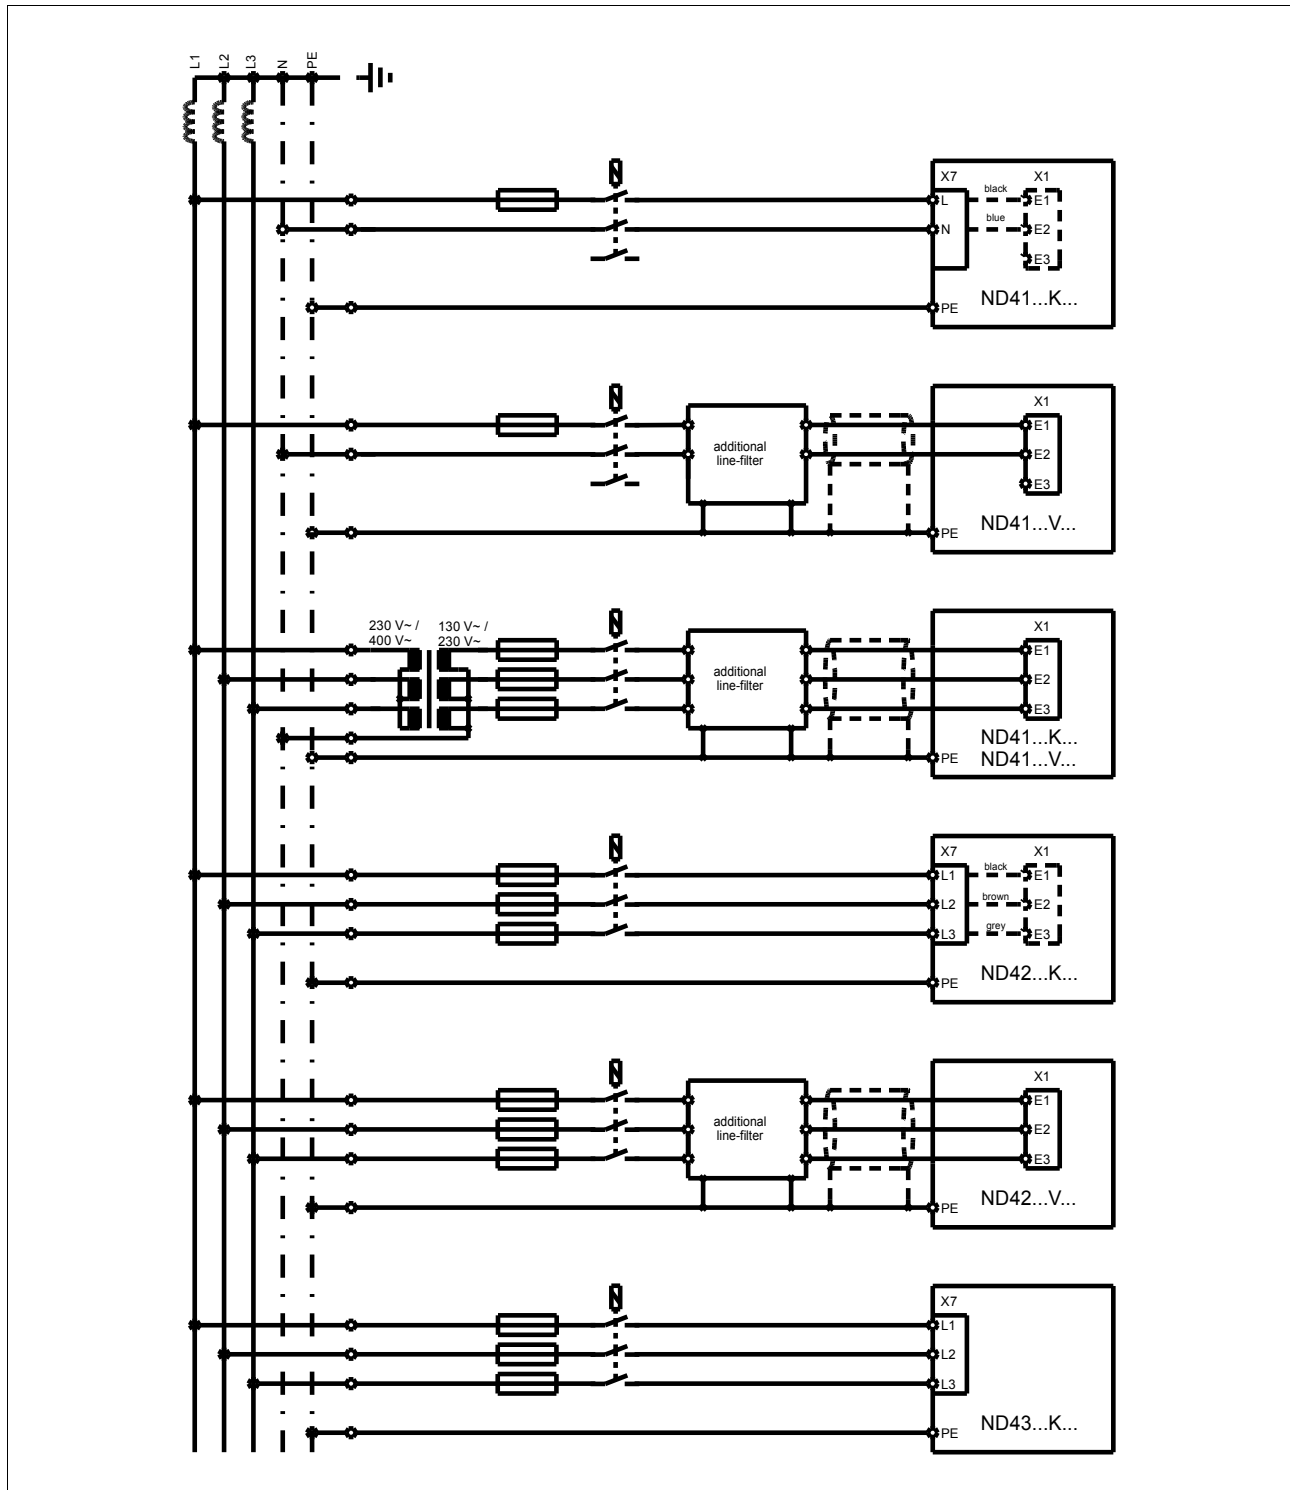 L1 L2 L3 N PE
X7 X1
L black E1
N blue E2
E3
ND41...K...
PE
X1
E1
additional
line-filter
E2
E3
ND41...V...
PE
230 V~ / 130 V~ /
400 V~ 230 V~
X1
E1
additional
line-filter
E2
E3
ND41...K...
ND41...V...
PE
X7 X1
L1 black E1
L2 brown E2
L3 grey E3
ND42...K...
PE
X1
E1
additional
line-filter
E2
E3
ND42...V...
PE
X7
L1
L2
L3
ND43...K...
PE